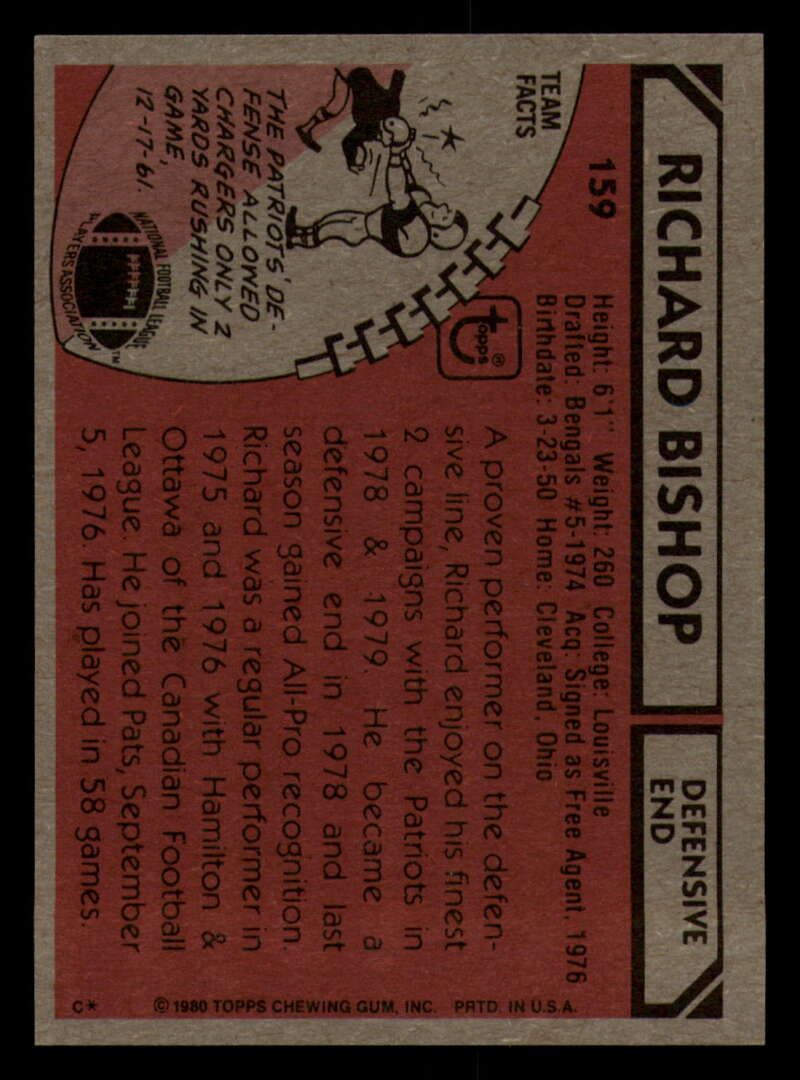 RICHARD BISHOP
DEFENSIVE
END
159
Height: 6'1" Weight: 260 College: Louisville
Drafted: Bengals #5-1974 Acq: Signed as Free Agent, 1976
Birthdate: 3-23-50 Home: Cleveland, Ohio
TEAM
FACTS
THE PATRIOTS' DE-
FENSE ALLOWED
CHARGERS ONLY 2
YARDS RUSHING IN
GAME,
12-17-61.
topps®
NATIONAL FOOTBALL LEAGUE
PLAYERS ASSOCIATION™
A proven performer on the defen-
sive line, Richard enjoyed his finest
2 campaigns with the Patriots in
1978 & 1979. He became a
defensive end in 1978 and last
season gained All-Pro recognition.
Richard was a regular performer in
1975 and 1976 with Hamilton &
Ottawa of the Canadian Football
League. He joined Pats, September
5, 1976. Has played in 58 games.
C* © 1980 TOPPS CHEWING GUM, INC. PRTD. IN U.S.A.